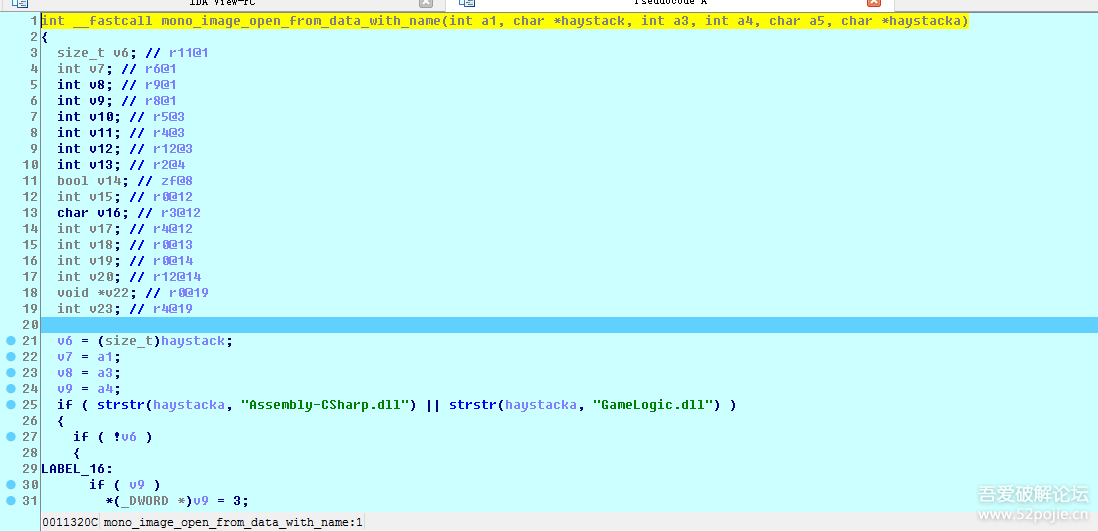 IDA View-PC
Pseudocode-A
1 int __fastcall mono_image_open_from_data_with_name(int a1, char *haystack, int a3, int a4, char a5, char *haystacka)
2 {
3 size_t v6; // r11@1
4 int v7; // r6@1
5 int v8; // r9@1
6 int v9; // r8@1
7 int v10; // r5@3
8 int v11; // r4@3
9 int v12; // r12@3
10 int v13; // r2@4
11 bool v14; // zf@8
12 int v15; // r0@12
13 char v16; // r3@12
14 int v17; // r4@12
15 int v18; // r0@13
16 int v19; // r0@14
17 int v20; // r12@14
18 void *v22; // r0@19
19 int v23; // r4@19
20
21 v6 = (size_t)haystack;
22 v7 = a1;
23 v8 = a3;
24 v9 = a4;
25 if ( strstr(haystacka, "Assembly-CSharp.dll") || strstr(haystacka, "GameLogic.dll") )
26 {
27 if ( !v6 )
28 {
29 LABEL_16:
30 if ( v9 )
31 *(_DWORD *)v9 = 3;
吾爱破解论坛
www.52pojie.cn
0011320C mono_image_open_from_data_with_name:1